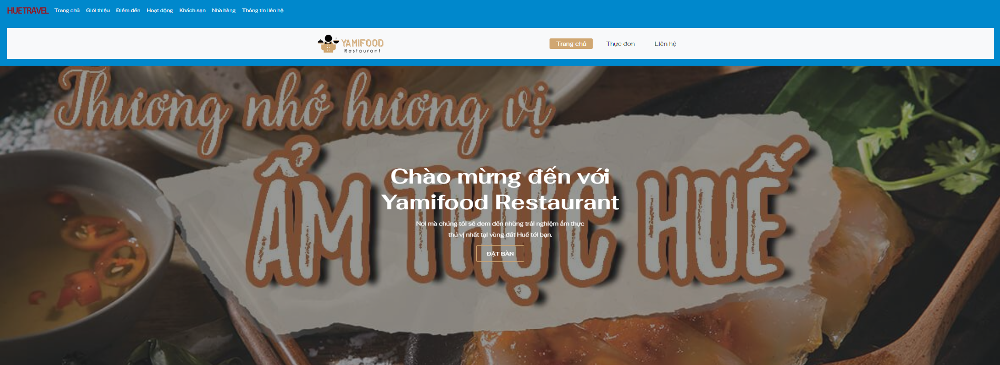 HUETRAVEL Trang chủ Giới thiệu Điểm đến Hoạt động Khách sạn Nhà hàng Thông tin liên hệ
YAMIFOOD
Restaurant
Trang chủ Thực đơn Liên hệ
Thương nhớ hương vị
ẨM THỰC HUẾ
Chào mừng đến với
Yamifood Restaurant
Nơi mà chúng tôi sẽ đem đến những trải nghiệm ẩm thực
thú vị nhất tại vùng đất Huế tới bạn.
ĐẶT BÀN